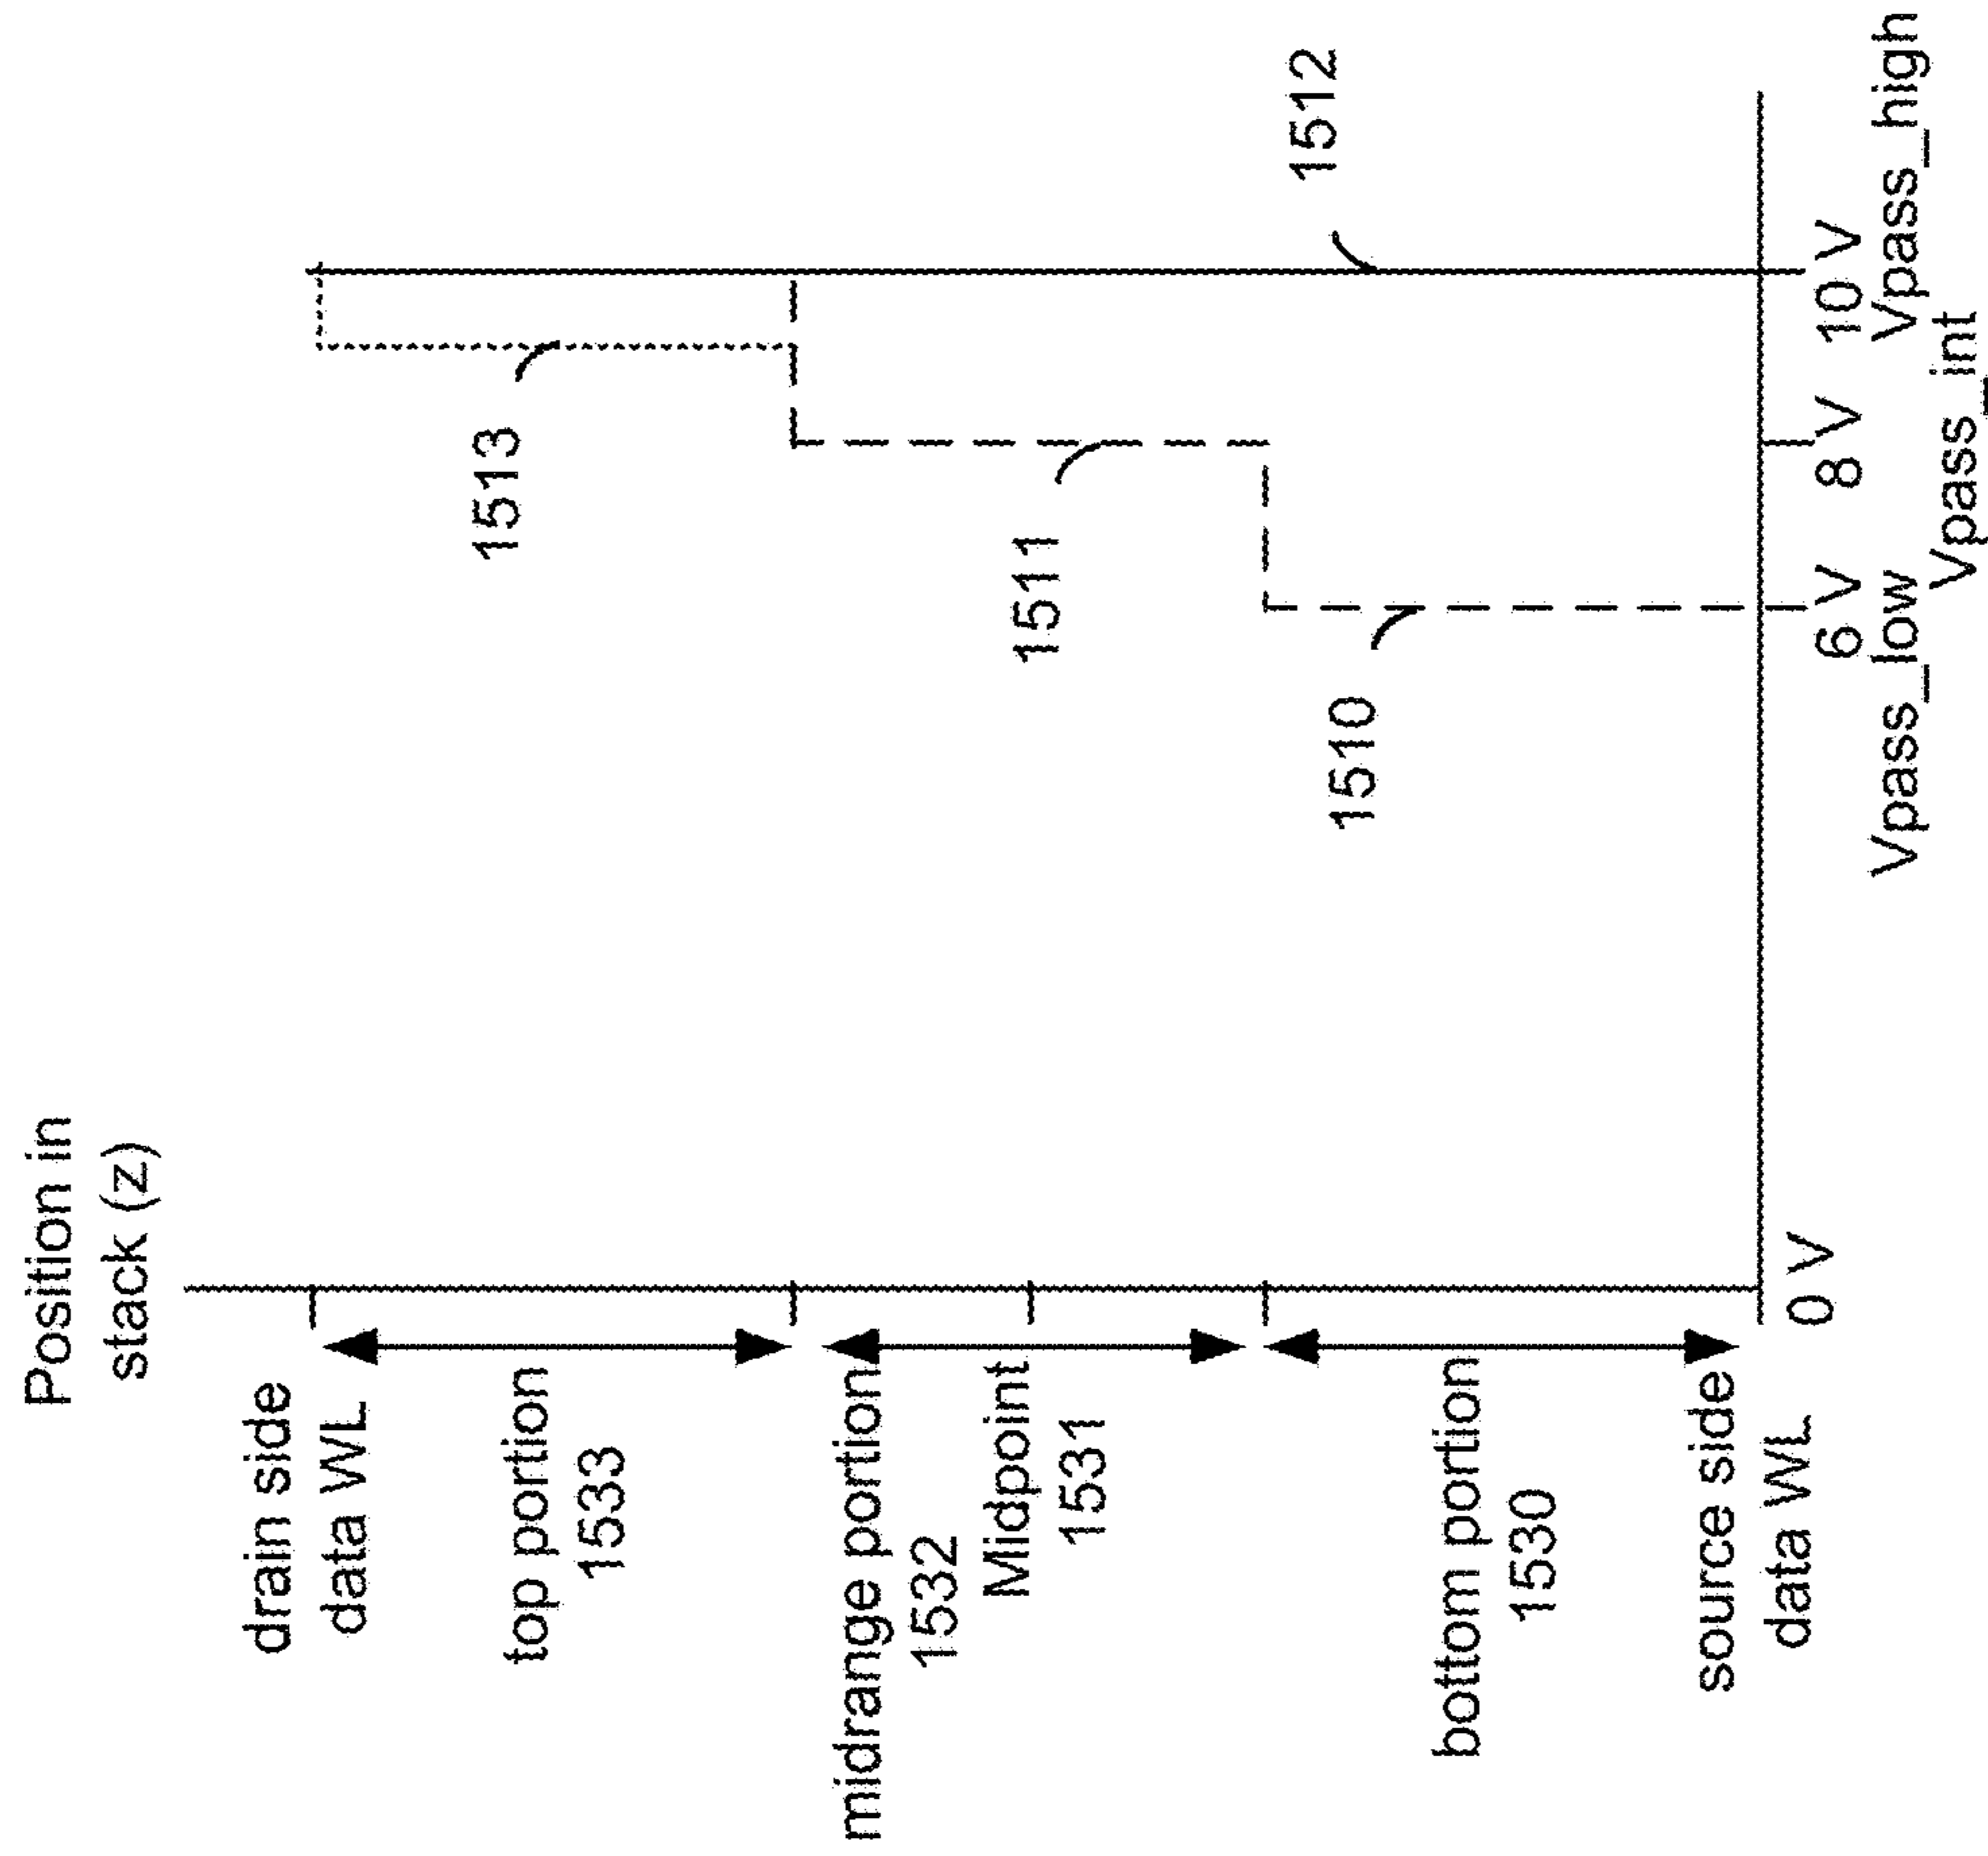 Position in
stack (z)
drain side
data WL
top portion
1533
midrange portion
1532
Midpoint
1531
bottom portion
1530
source side
data WL
1513
1511
1510
1512
0 V
6 V
8 V
10 V
Vpass_low
Vpass_high
Vpass_int